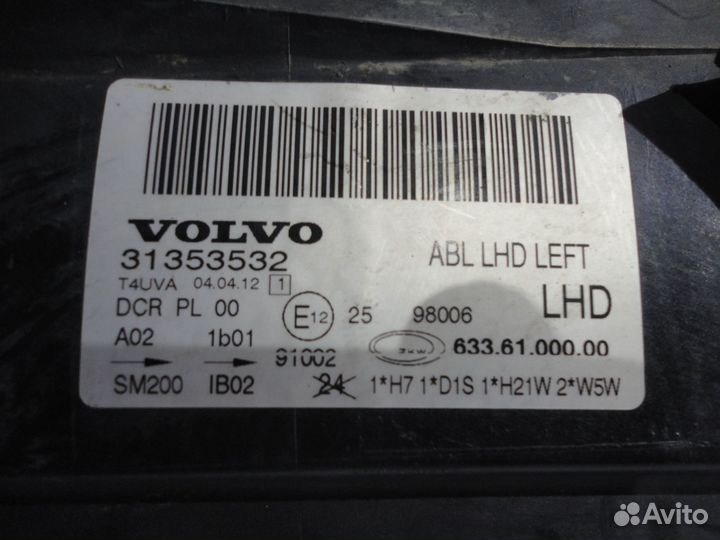 VOLVO
31353532
ABL LHD LEFT
T4UVA 04.04.12 1
LHD
DCR PL 00
E12 25 98006
A02 1b01
91002
ZKW 633.61.000.00
SM200 IB02 24 1*H7 1*D1S 1*H21W 2*W5W
Avito